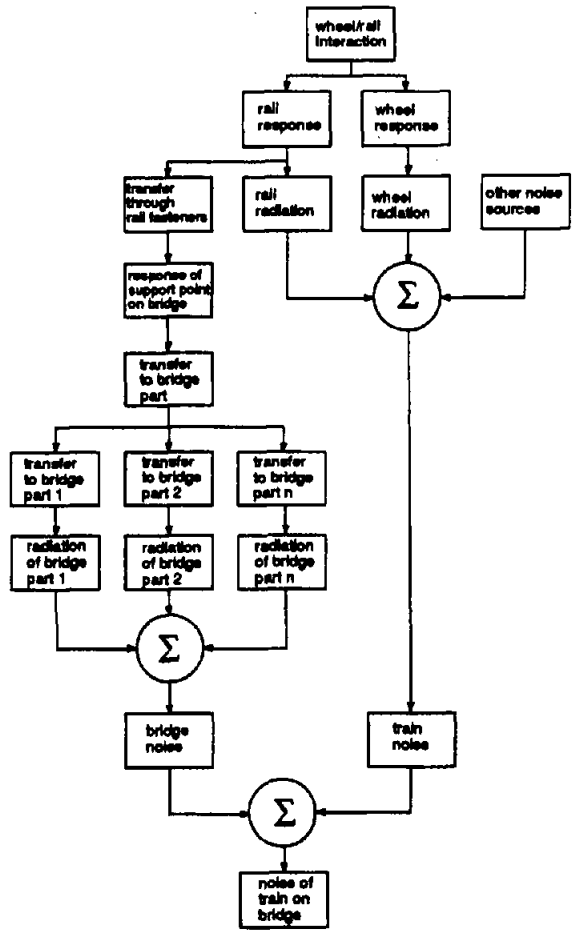 wheel/rail
interaction
rail
response
wheel
response
transfer
through
rail fasteners
rail
radiation
wheel
radiation
other noise
sources
response of
support point
on bridge
Σ
transfer
to bridge
part
transfer
to bridge
part 1
transfer
to bridge
part 2
transfer
to bridge
part n
radiation
of bridge
part 1
radiation
of bridge
part 2
radiation
of bridge
part n
Σ
bridge
noise
train
noise
Σ
noise of
train on
bridge